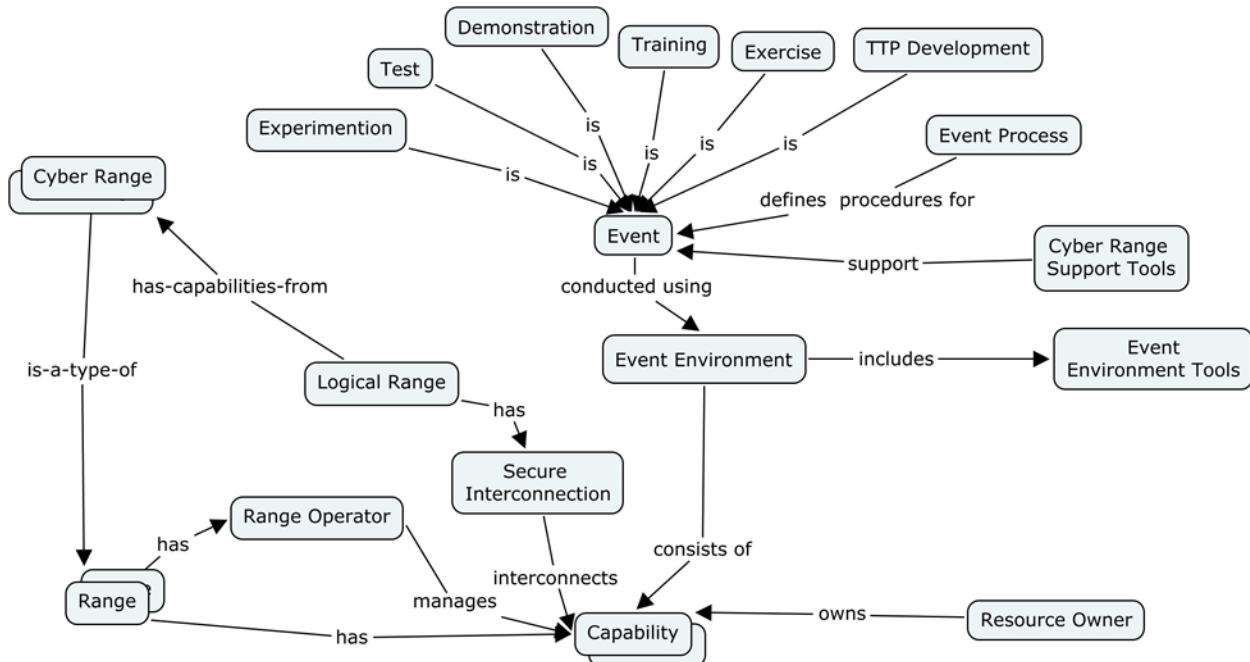 Demonstration
Training
Exercise
TTP Development
Test
Experimention
is
is
is
is
is
is
Event Process
defines procedures for
Cyber Range
Event
Cyber Range
Support Tools
support
has-capabilities-from
conducted using
Event Environment
includes
Event
Environment Tools
is-a-type-of
Logical Range
has
Secure
Interconnection
Range Operator
has
consists of
interconnects
manages
Range
has
Capability
owns
Resource Owner